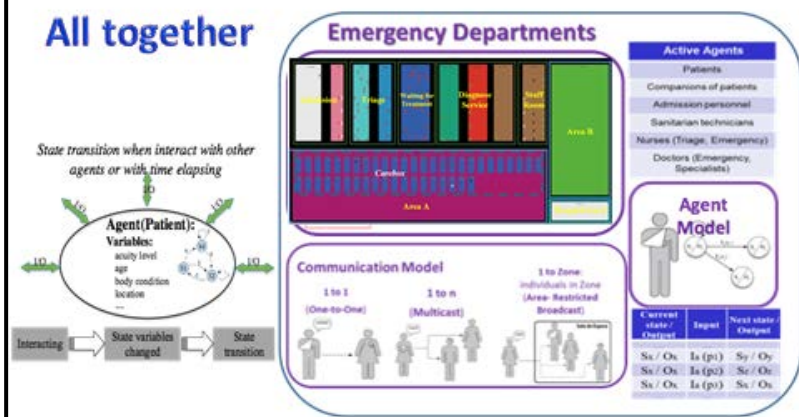 All together
Emergency Departments
State transition when interact with other
agents or with time elapsing
I/O
I/O
I/O
I/O
I/O
Agent(Patient):
Variables:
acuity level
age
body condition
location
....
Interacting
State variables
changed
State
transition
Admission
Triage
Waiting for
Treatment
Diagnose
Service
Staff
Room
Area B
Carebox
Area A
Communication Model
1 to 1
(One-to-One)
1 to n
(Multicast)
1 to Zone:
individuals in Zone
(Area- Restricted
Broadcast)
Sala de Espera
Active Agents
Patients
Companions of patients
Admission personnel
Sanitarian technicians
Nurses (Triage, Emergency)
Doctors (Emergency,
Specialists)
Agent
Model
Current
state /
Output
Input
Next state /
Output
Sx / Ox
Ia (p1)
Sy / Oy
Sx / Ox
Ia (p2)
Sz / Oz
Sx / Ox
Ia (p3)
Sx / Ox